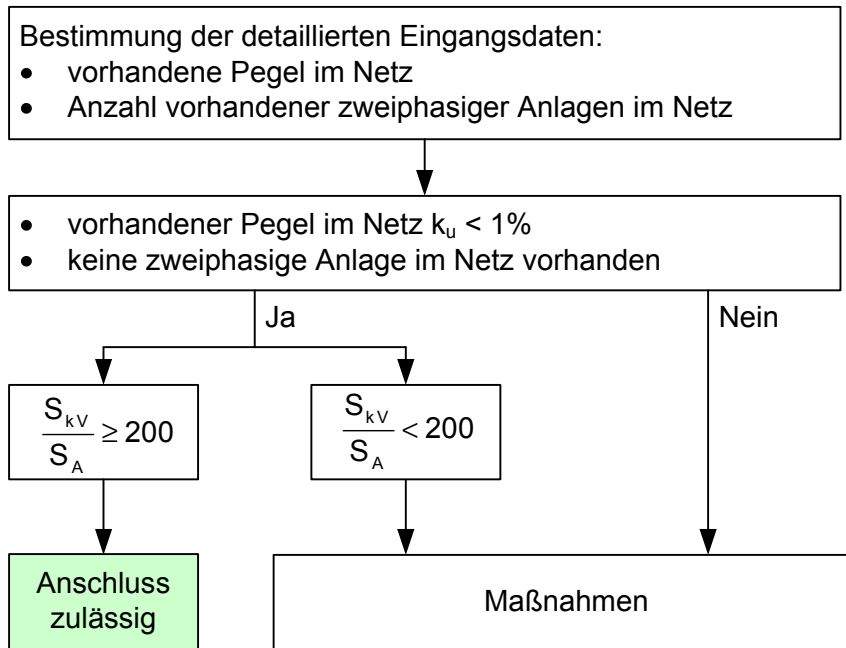 Bestimmung der detaillierten Eingangsdaten:
• vorhandene Pegel im Netz
• Anzahl vorhandener zweiphasiger Anlagen im Netz
• vorhandener Pegel im Netz kᵤ < 1%
• keine zweiphasige Anlage im Netz vorhanden
Ja
Nein
S_kV / S_A ≥ 200
S_kV / S_A < 200
Anschluss
zulässig
Maßnahmen